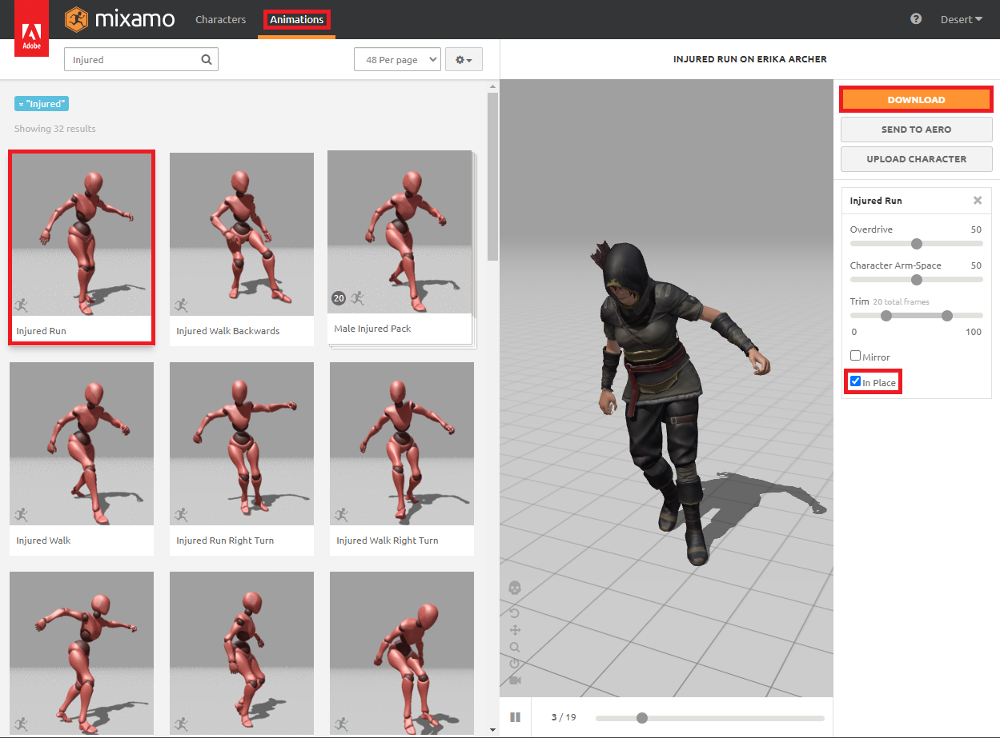 Adobe
mixamo
Characters
Animations
Desert
Injured
48 Per page
INJURED RUN ON ERIKA ARCHER
× "Injured"
Showing 32 results
Injured Run
Injured Walk Backwards
20
Male Injured Pack
Injured Walk
Injured Run Right Turn
Injured Walk Right Turn
DOWNLOAD
SEND TO AERO
UPLOAD CHARACTER
Injured Run
Overdrive 50
Character Arm-Space 50
Trim 20 total frames
0 100
Mirror
In Place
3 / 19